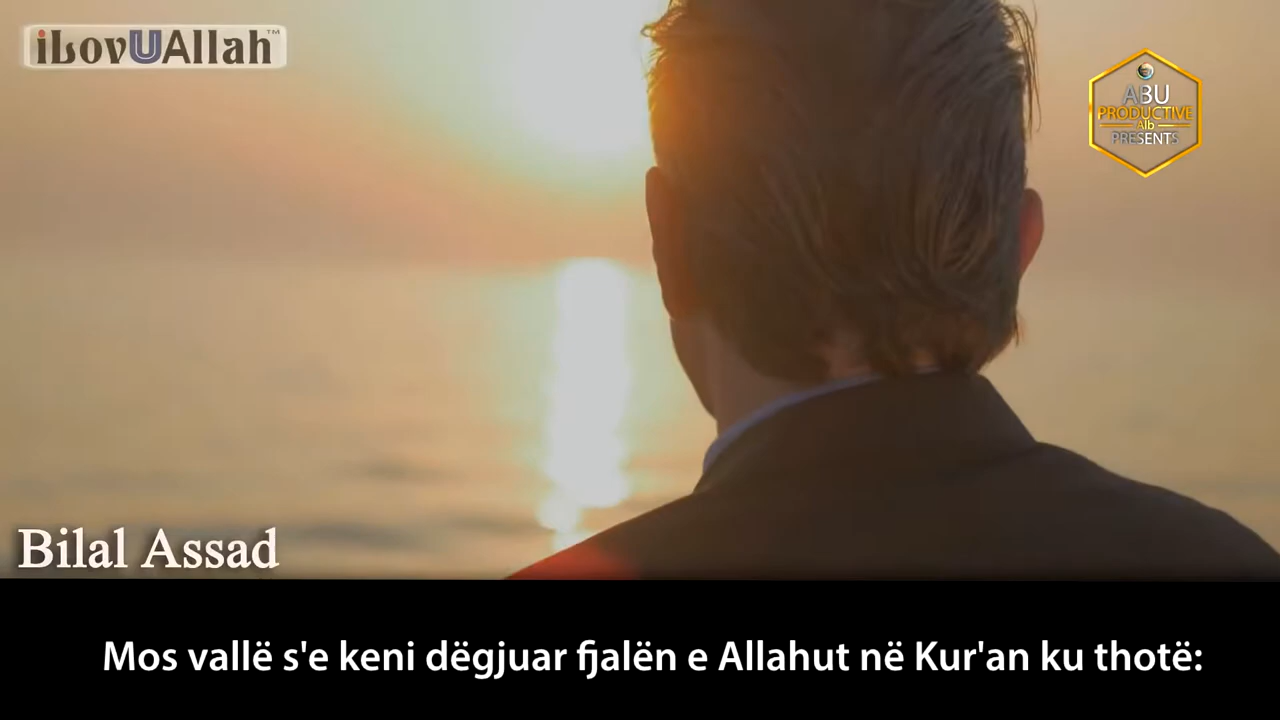 iLovUAllah™
ABU
PRODUCTIVE
Alb
PRESENTS
Bilal Assad
Mos vallë s'e keni dëgjuar fjalën e Allahut në Kur'an ku thotë: